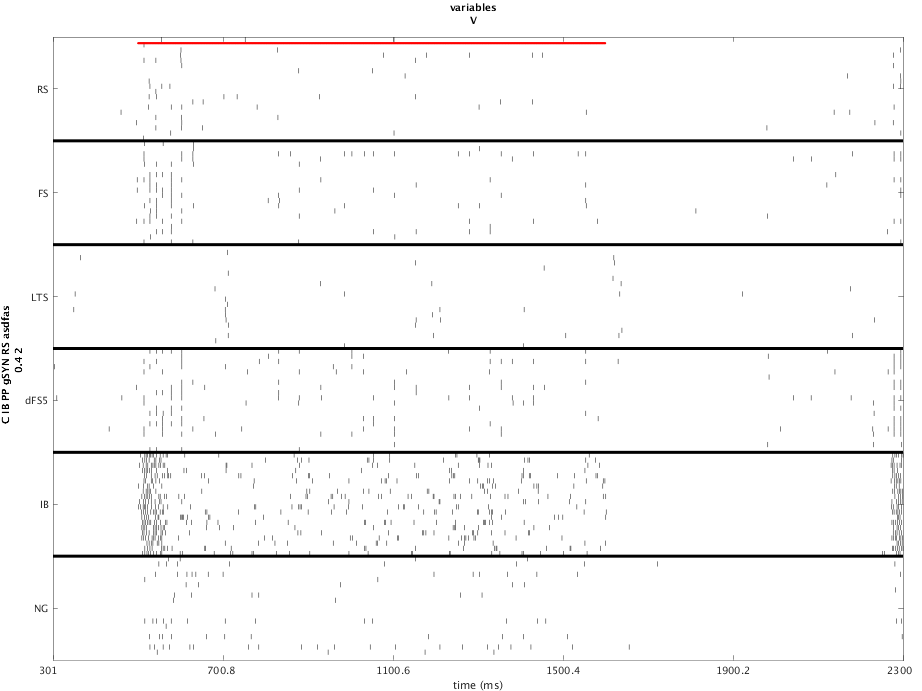 variables
V
C IB PP gSYN RS asdfas
0.4 2
RS
FS
LTS
dFS5
IB
NG
301
700.8
1100.6
1500.4
1900.2
2300
time (ms)